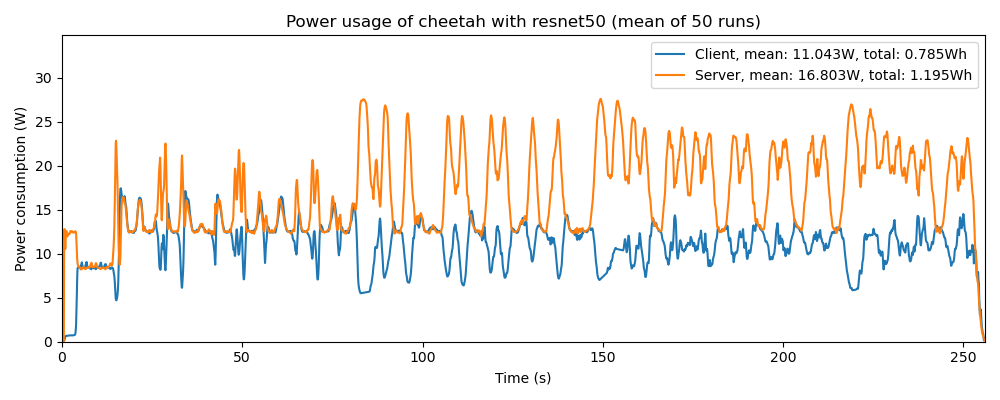 Power usage of cheetah with resnet50 (mean of 50 runs)
Client, mean: 11.043W, total: 0.785Wh
Server, mean: 16.803W, total: 1.195Wh
Power consumption (W)
30
25
20
15
10
5
0
0 50 100 150 200 250
Time (s)